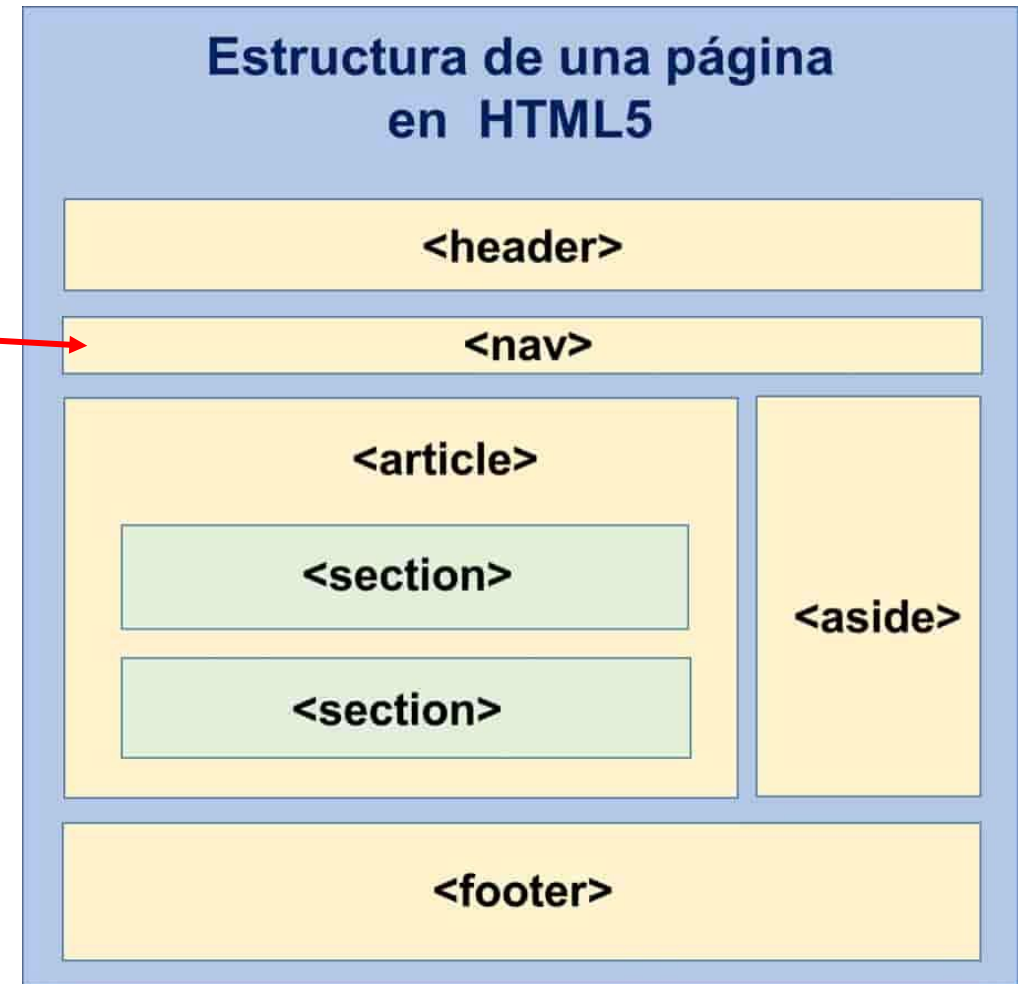 Estructura de una página
en HTML5
<header>
<nav>
<article>
<section>
<aside>
<section>
<footer>